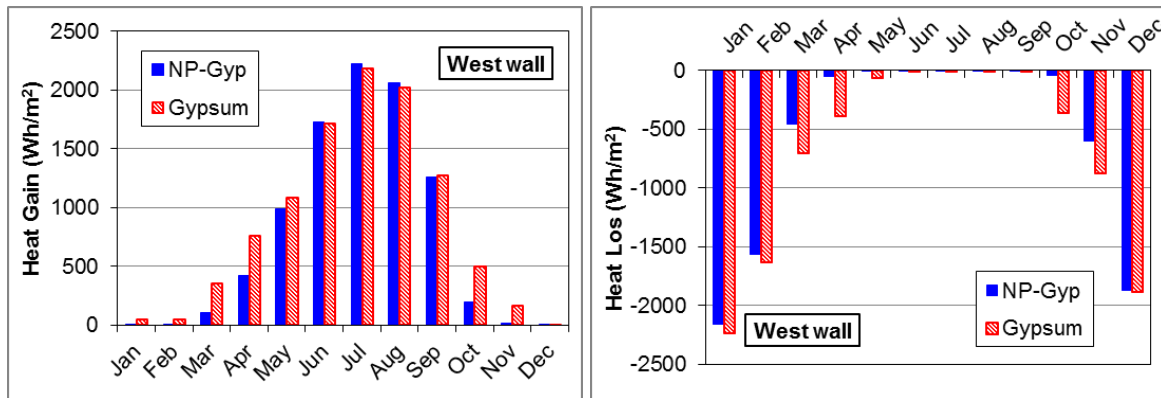 Heat Gain (Wh/m²)
2500
2000
1500
1000
500
0
NP-Gyp
Gypsum
West wall
Jan
Feb
Mar
Apr
May
Jun
Jul
Aug
Sep
Oct
Nov
Dec
Heat Los (Wh/m²)
Jan
Feb
Mar
Apr
May
Jun
Jul
Aug
Sep
Oct
Nov
Dec
0
-500
-1000
-1500
-2000
-2500
NP-Gyp
Gypsum
West wall